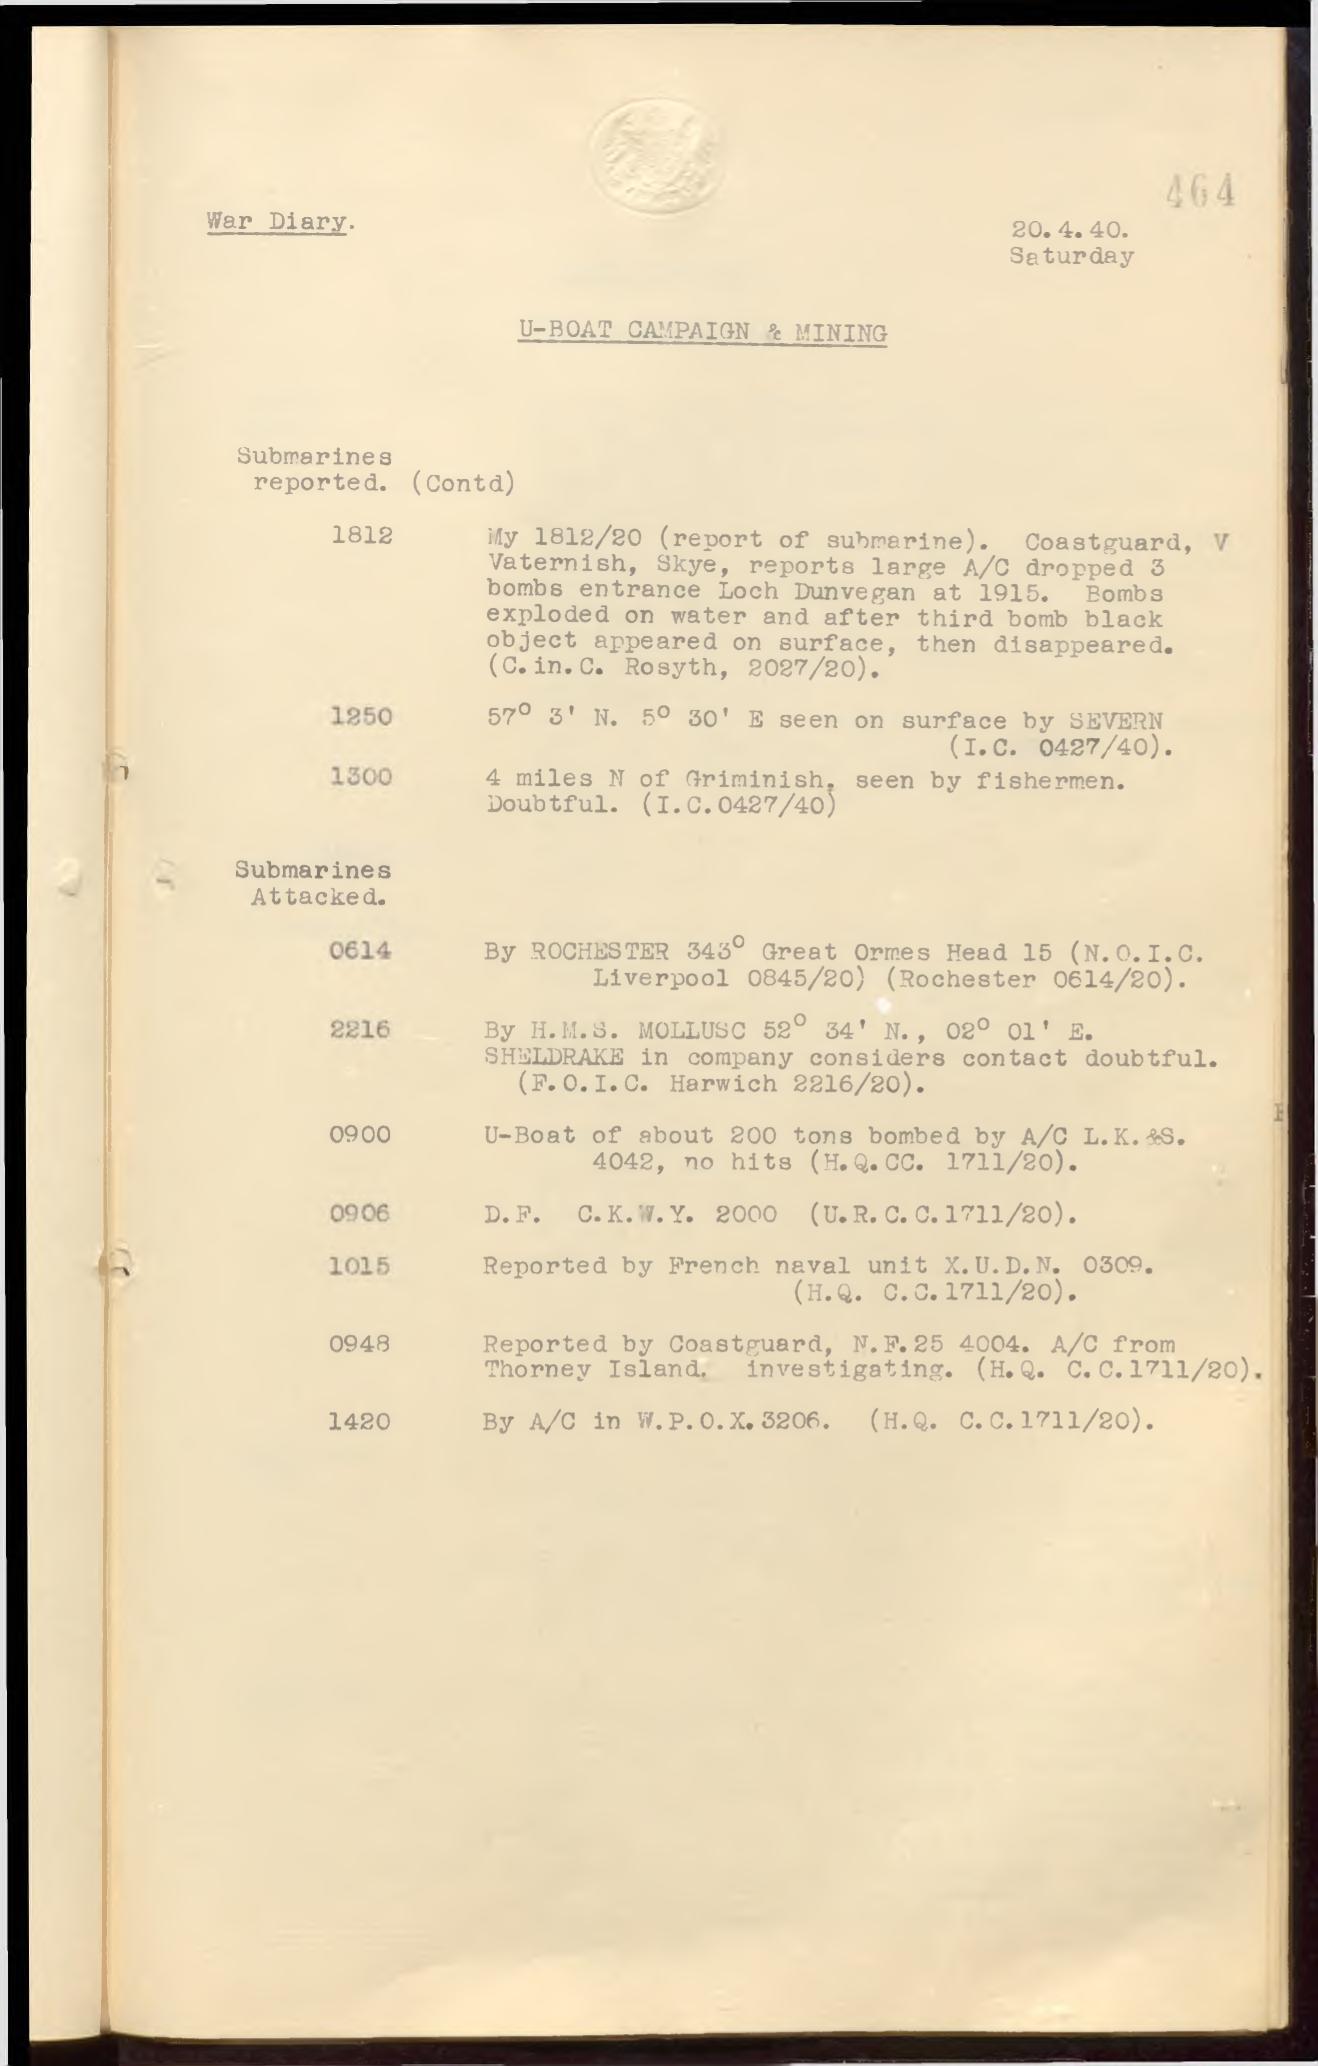 464
War Diary.
20.4.40.
Saturday
U-BOAT CAMPAIGN & MINING
Submarines
reported. (Contd)
1812 My 1812/20 (report of submarine). Coastguard, V
Vaternish, Skye, reports large A/C dropped 3
bombs entrance Loch Dunvegan at 1915. Bombs
exploded on water and after third bomb black
object appeared on surface, then disappeared.
(C.in.C. Rosyth, 2027/20).
1250 57° 3' N. 5° 30' E seen on surface by SEVERN
(I.C. 0427/40).
1300 4 miles N of Griminish, seen by fishermen.
Doubtful. (I.C.0427/40)
Submarines
Attacked.
0614 By ROCHESTER 343° Great Ormes Head 15 (N.O.I.C.
Liverpool 0845/20) (Rochester 0614/20).
2216 By H.M.S. MOLLUSC 52° 34' N., 02° 01' E.
SHELDRAKE in company considers contact doubtful.
(F.O.I.C. Harwich 2216/20).
0900 U-Boat of about 200 tons bombed by A/C L.K.&S.
4042, no hits (H.Q.CC. 1711/20).
0906 D.F. C.K.W.Y. 2000 (U.R.C.C.1711/20).
1015 Reported by French naval unit X.U.D.N. 0309.
(H.Q. C.C.1711/20).
0948 Reported by Coastguard, N.F.25 4004. A/C from
Thorney Island. investigating. (H.Q. C.C.1711/20).
1420 By A/C in W.P.O.X.3206. (H.Q. C.C.1711/20).